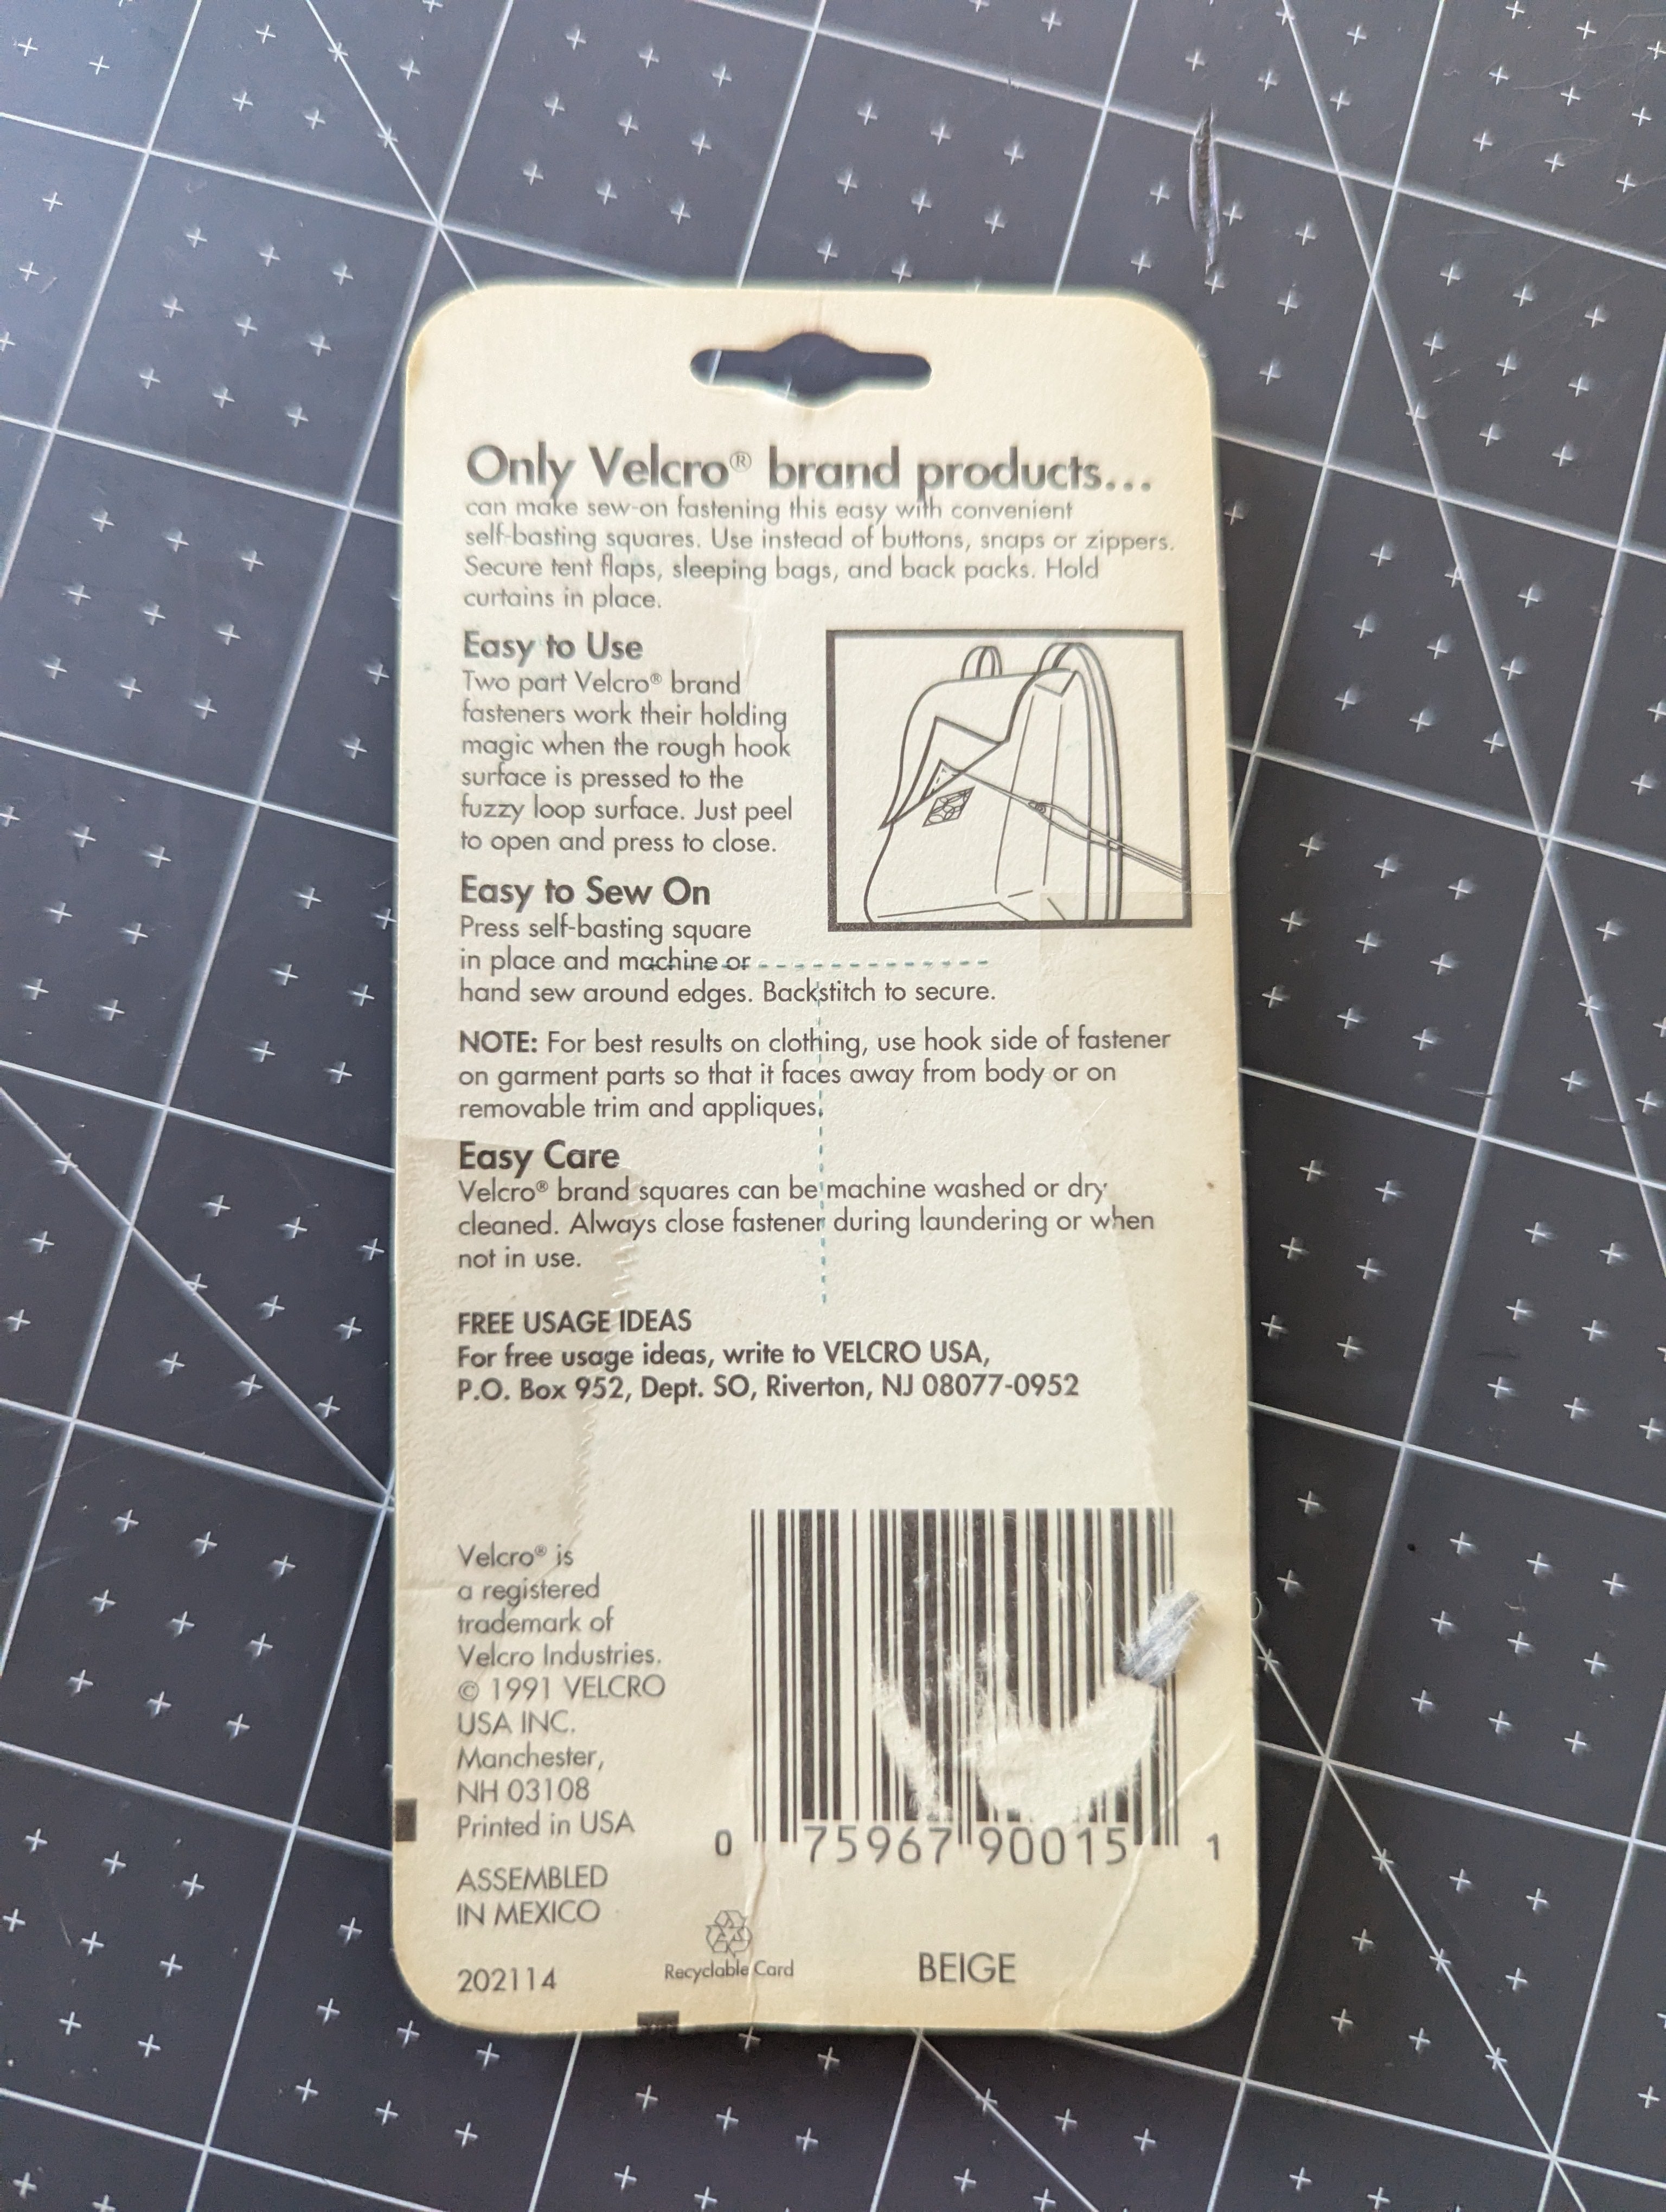 Only Velcro® brand products...
can make sew-on fastening this easy with convenient
self-basting squares. Use instead of buttons, snaps or zippers.
Secure tent flaps, sleeping bags, and back packs. Hold
curtains in place.
Easy to Use
Two part Velcro® brand
fasteners work their holding
magic when the rough hook
surface is pressed to the
fuzzy loop surface. Just peel
to open and press to close.
Easy to Sew On
Press self-basting square
in place and machine or
hand sew around edges. Backstitch to secure.
NOTE: For best results on clothing, use hook side of fastener
on garment parts so that it faces away from body or on
removable trim and appliques.
Easy Care
Velcro® brand squares can be machine washed or dry
cleaned. Always close fastener during laundering or when
not in use.
FREE USAGE IDEAS
For free usage ideas, write to VELCRO USA,
P.O. Box 952, Dept. SO, Riverton, NJ 08077-0952
Velcro® is
a registered
trademark of
Velcro Industries.
© 1991 VELCRO
USA INC.
Manchester,
NH 03108
Printed in USA
ASSEMBLED
IN MEXICO
202114
0 75967 90015 1
Recyclable Card
BEIGE